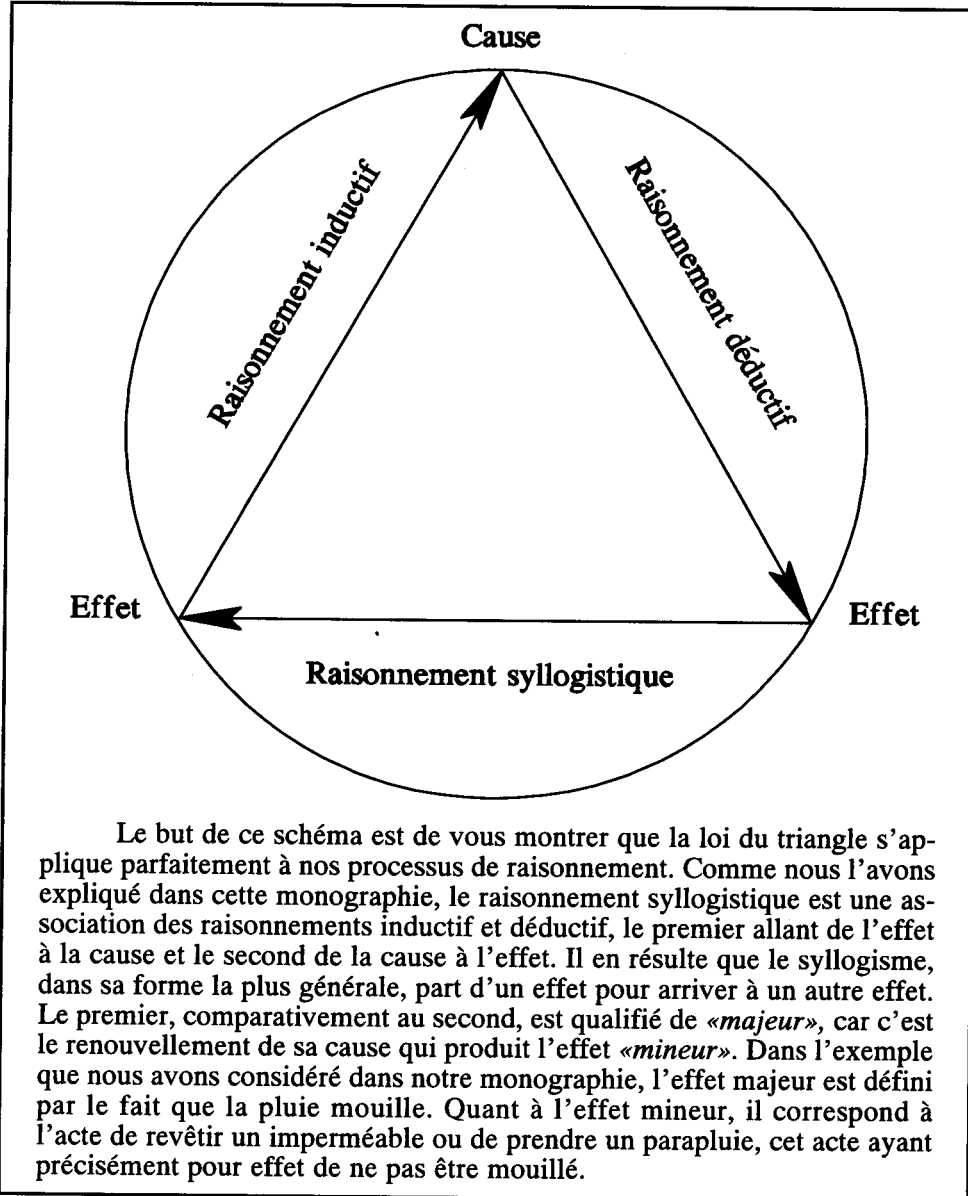 Cause
Raisonnement inductif
Raisonnement déductif
Effet
Effet
Raisonnement syllogistique
Le but de ce schéma est de vous montrer que la loi du triangle s'ap-
plique parfaitement à nos processus de raisonnement. Comme nous l'avons
expliqué dans cette monographie, le raisonnement syllogistique est une as-
sociation des raisonnements inductif et déductif, le premier allant de l'effet
à la cause et le second de la cause à l'effet. Il en résulte que le syllogisme,
dans sa forme la plus générale, part d'un effet pour arriver à un autre effet.
Le premier, comparativement au second, est qualifié de «majeur», car c'est
le renouvellement de sa cause qui produit l'effet «mineur». Dans l'exemple
que nous avons considéré dans notre monographie, l'effet majeur est défini
par le fait que la pluie mouille. Quant à l'effet mineur, il correspond à
l'acte de revêtir un imperméable ou de prendre un parapluie, cet acte ayant
précisément pour effet de ne pas être mouillé.